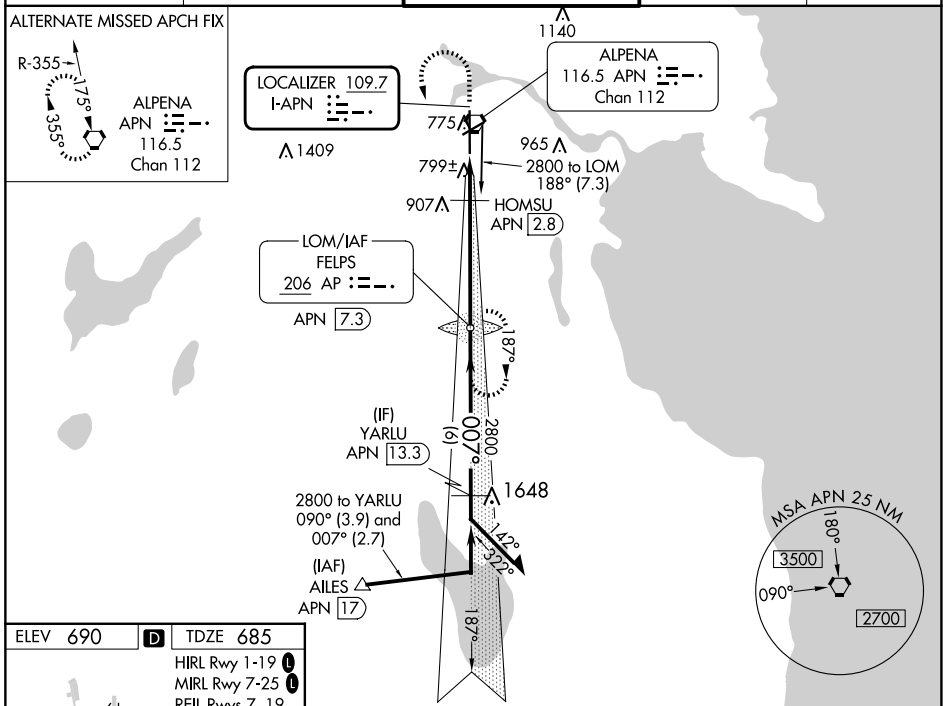 ALTERNATE MISSED APCH FIX
R-355
175°
355°
ALPENA
APN
116.5
Chan 112
1140
LOCALIZER 109.7
I-APN
ALPENA
116.5 APN
Chan 112
775
1409
965
799±
2800 to LOM
188° (7.3)
907
HOMSU
APN 2.8
LOM/IAF
FELPS
206 AP
APN 7.3
187°
(IF)
YARLU
APN 13.3
007°
(6)
2800
1648
2800 to YARLU
090° (3.9) and
007° (2.7)
142°
322°
(IAF)
AILES
APN 17
187°
MSA APN 25 NM
180°
3500
090°
2700
ELEV 690
D
TDZE 685
HIRL Rwy 1-19 L
MIRL Rwy 7-25 L
REIL Rwys 7, 19